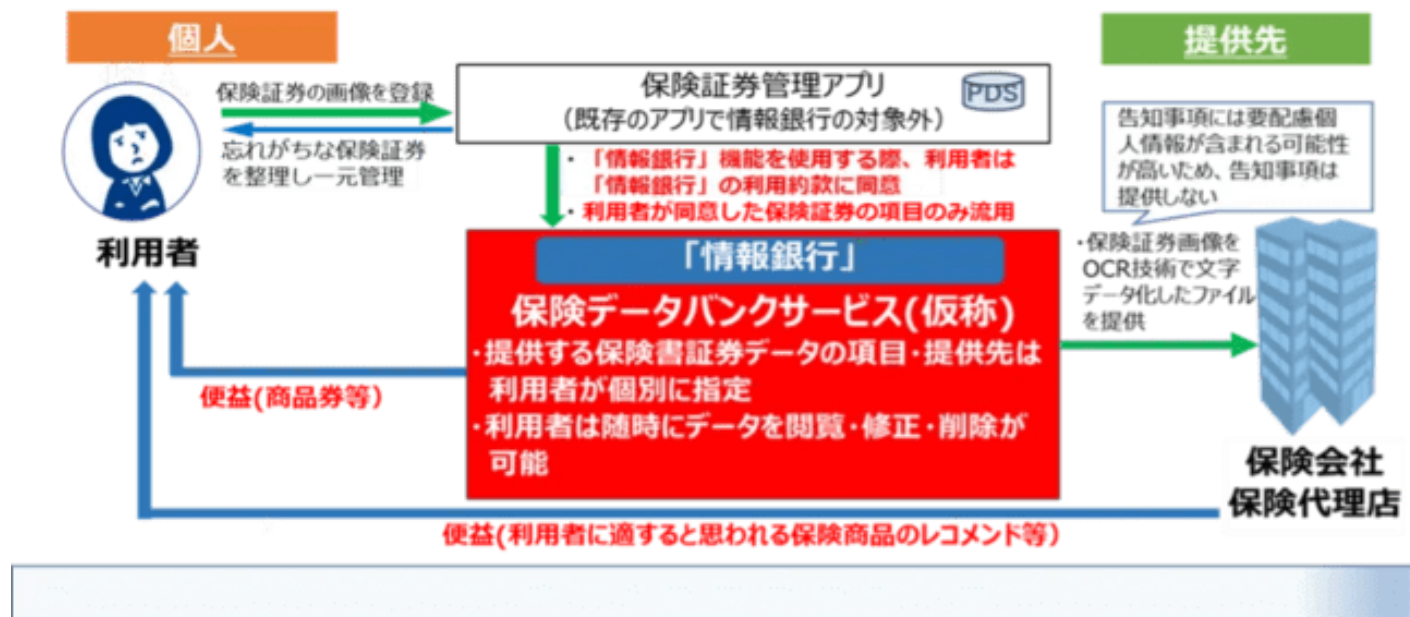 個人
提供先
保険証券の画像を登録
忘れがちな保険証券
を整理し一元管理
利用者
保険証券管理アプリ
(既存のアプリで情報銀行の対象外)
PDS
・「情報銀行」機能を使用する際、利用者は
「情報銀行」の利用約款に同意
・利用者が同意した保険証券の項目のみ流用
告知事項には要配慮個
人情報が含まれる可能性
が高いため、告知事項は
提供しない
「情報銀行」
保険データバンクサービス(仮称)
・提供する保険書証券データの項目・提供先は
利用者が個別に指定
・利用者は随時にデータを閲覧・修正・削除が
可能
・保険証券画像を
OCR技術で文字
データ化したファイル
を提供
保険会社
保険代理店
便益(商品券等)
便益(利用者に適すると思われる保険商品のレコメンド等)